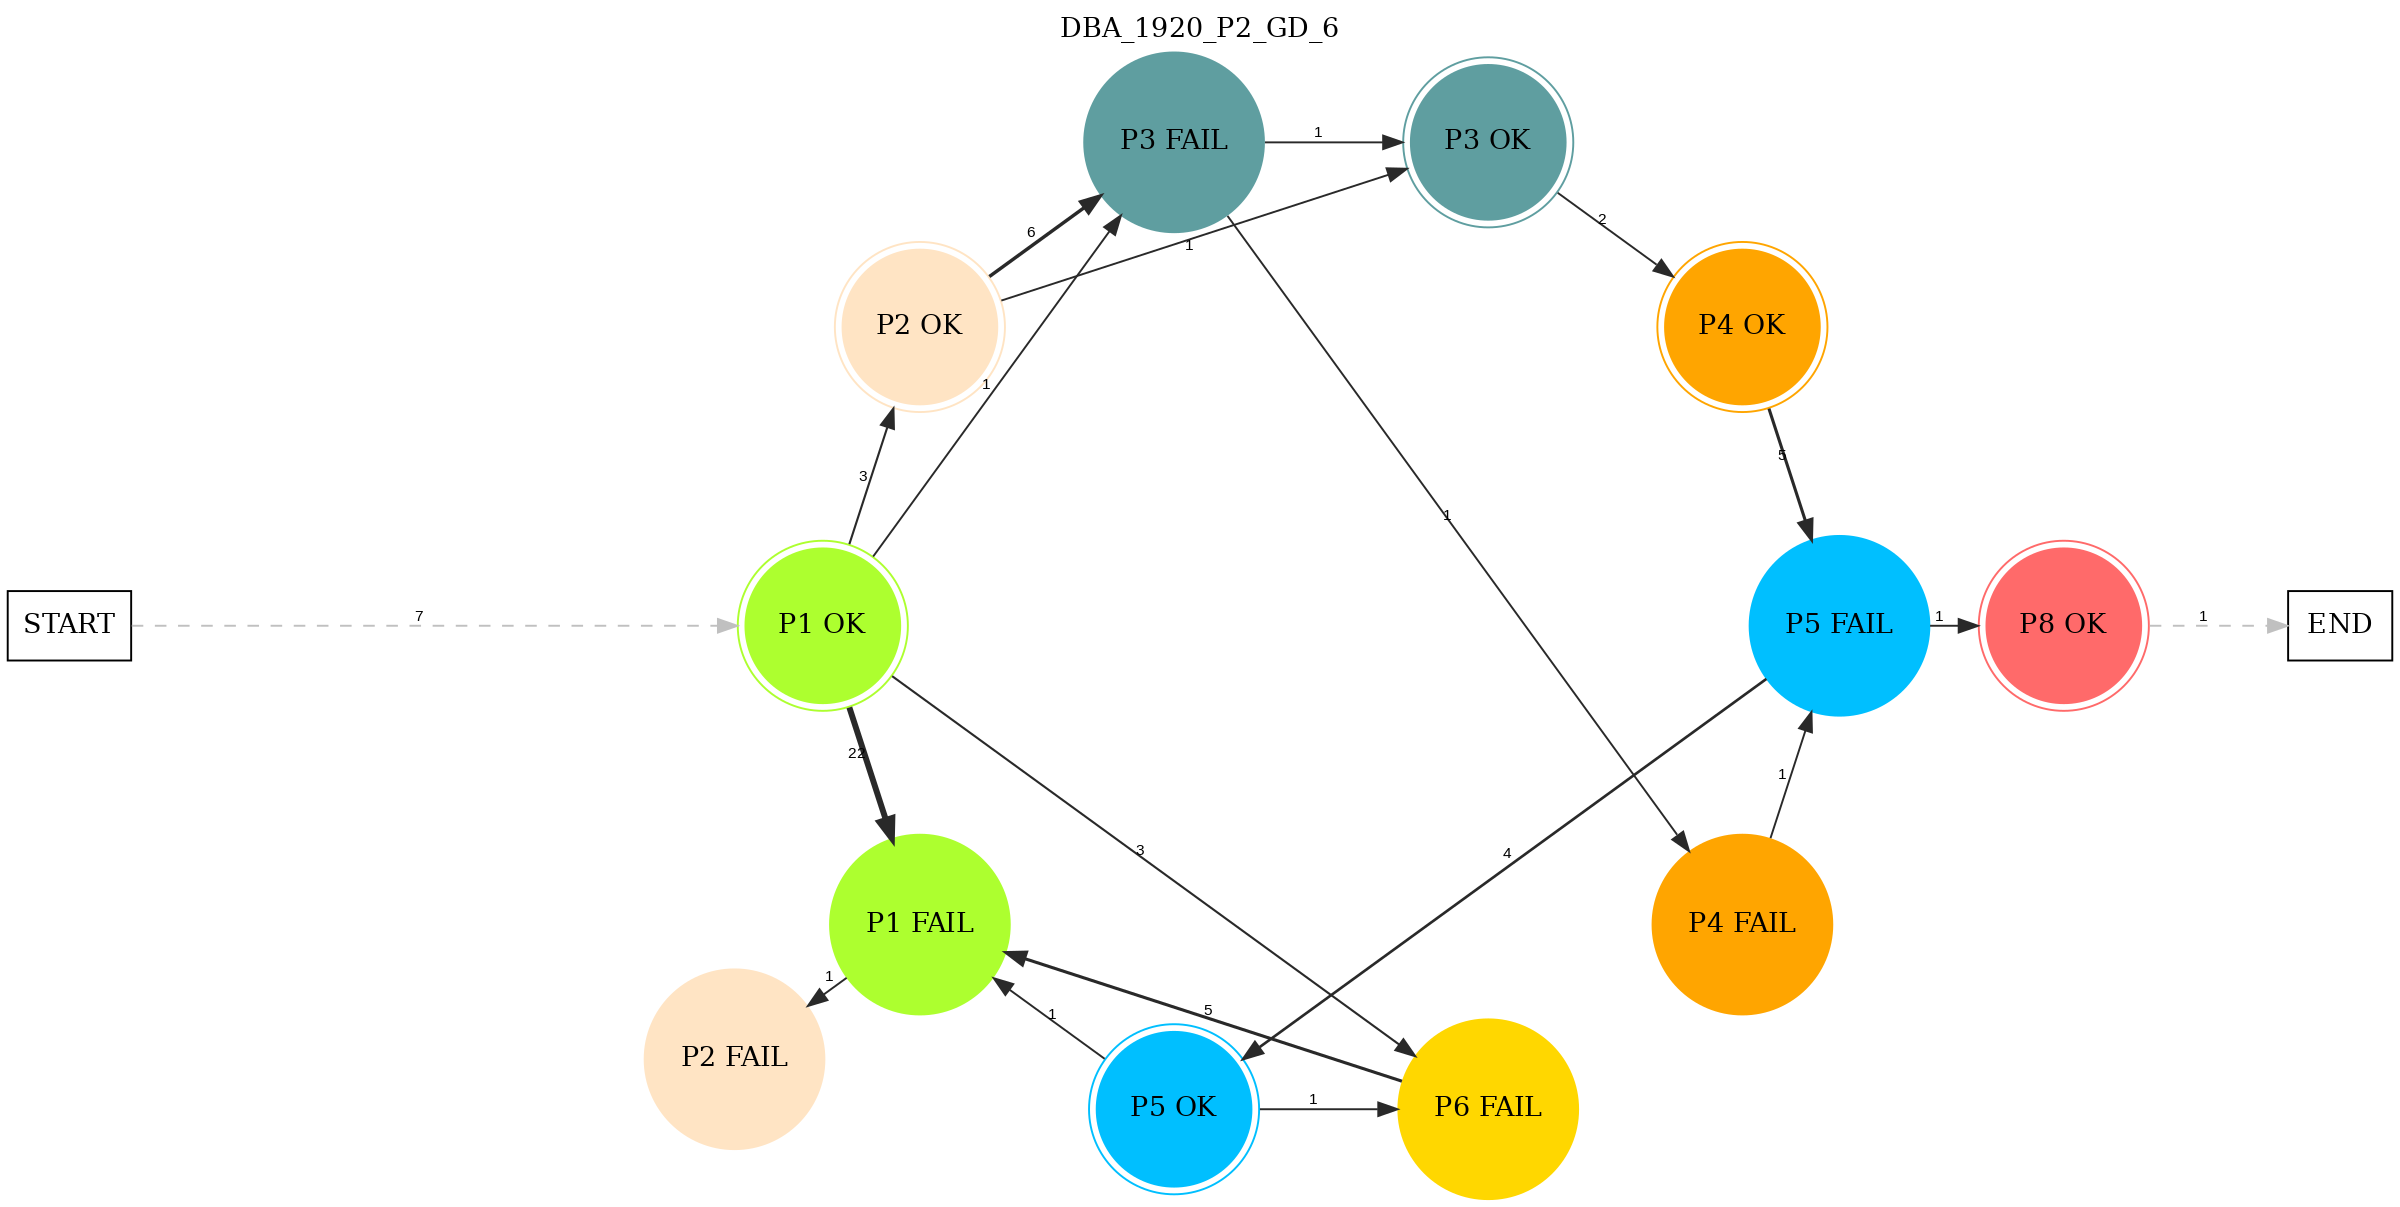 DBA_1920_P2_GD_6
P3 FAIL
1
P3 OK
6
1
2
P2 OK
P4 OK
1
3
5
1
START
7
P1 OK
P5 FAIL
1
P8 OK
1
END
22
3
4
1
P1 FAIL
P4 FAIL
1
5
1
P2 FAIL
P5 OK
1
P6 FAIL